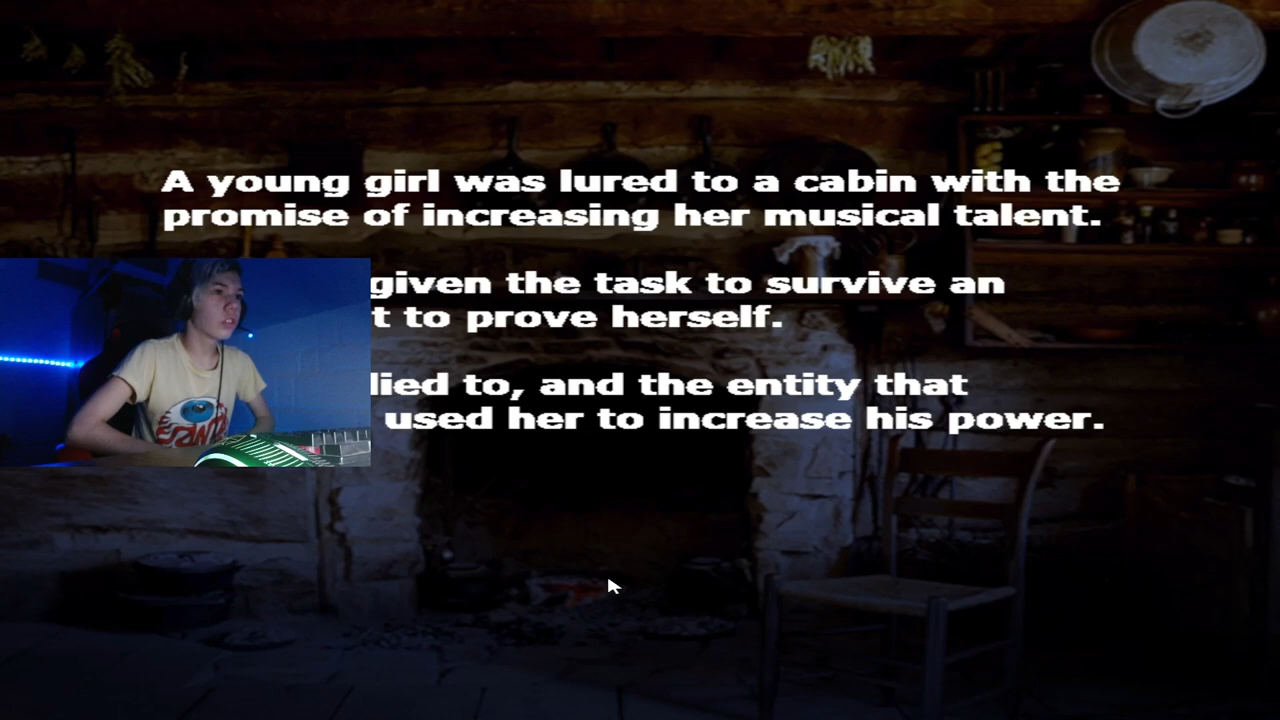 A young girl was lured to a cabin with the
promise of increasing her musical talent.
given the task to survive an
t to prove herself.
lied to, and the entity that
used her to increase his power.